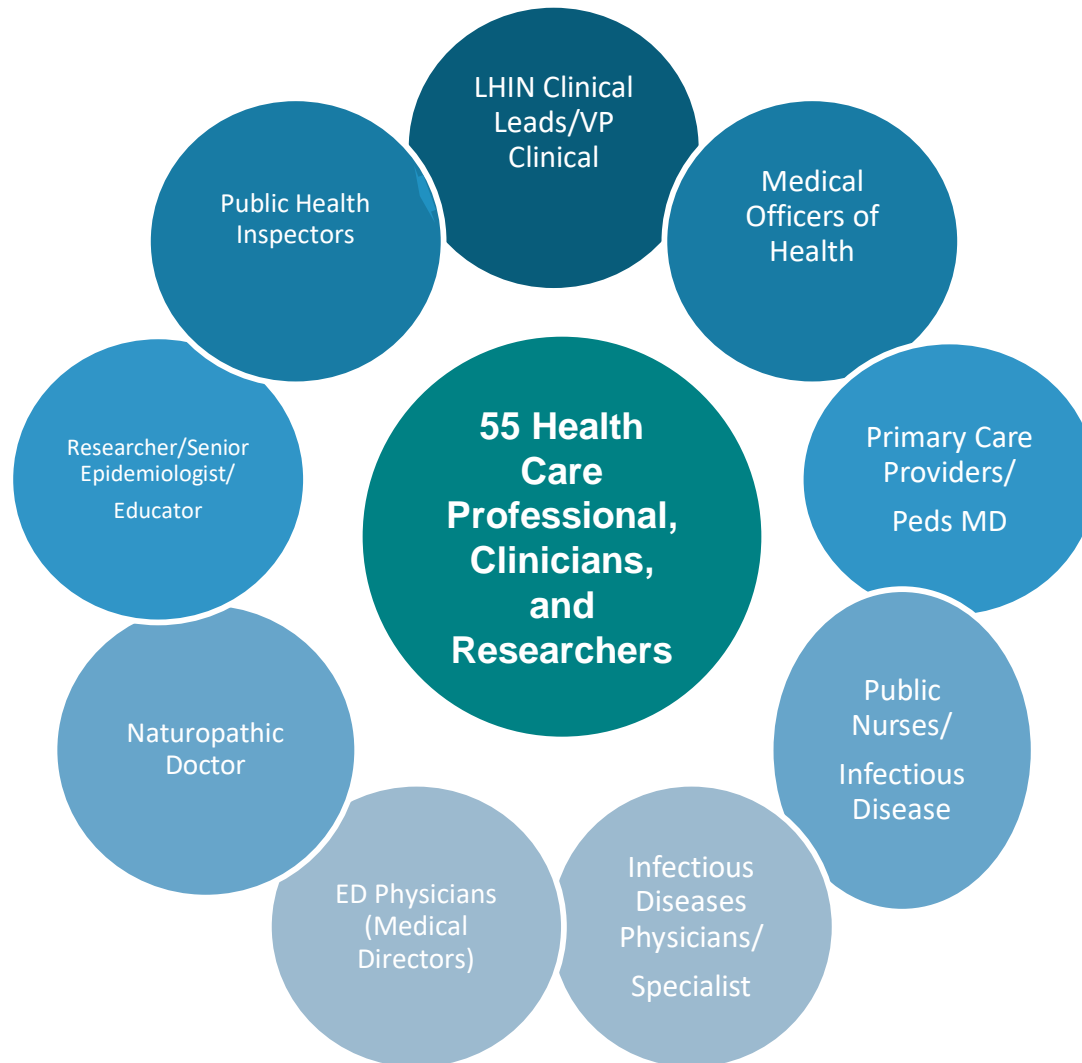 LHIN Clinical
Leads/VP
Clinical
Medical
Officers of
Health
Primary Care
Providers/
Peds MD
Public
Nurses/
Infectious
Disease
Infectious
Diseases
Physicians/
Specialist
ED Physicians
(Medical
Directors)
Naturopathic
Doctor
Researcher/Senior
Epidemiologist/
Educator
Public Health
Inspectors
55 Health
Care
Professional,
Clinicians,
and
Researchers